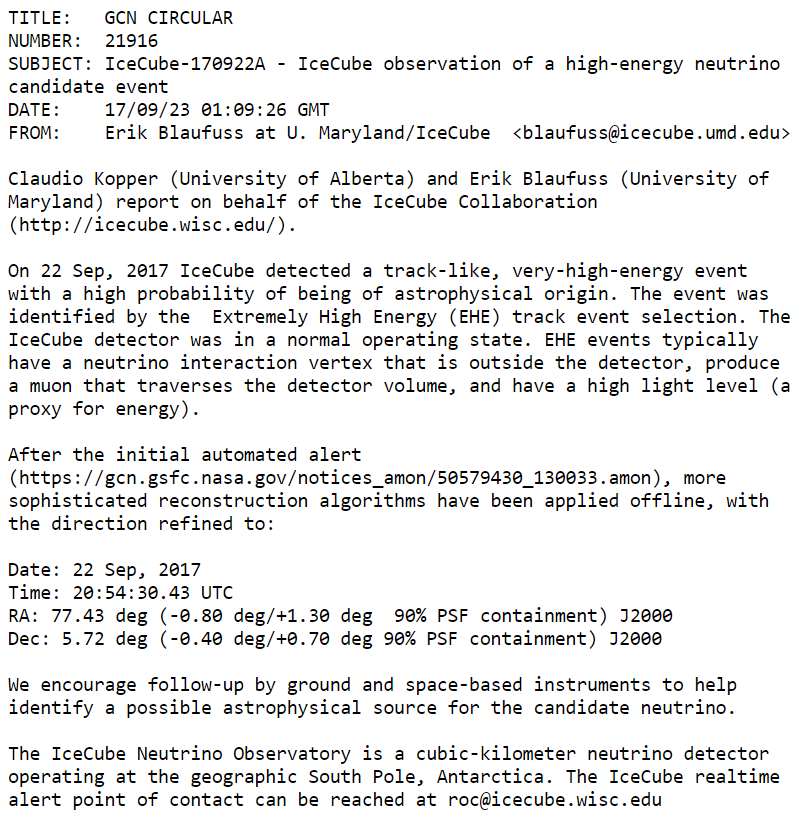 TITLE:   GCN CIRCULAR
NUMBER:  21916
SUBJECT: IceCube-170922A - IceCube observation of a high-energy neutrino
candidate event
DATE:    17/09/23 01:09:26 GMT
FROM:    Erik Blaufuss at U. Maryland/IceCube  <blaufuss@icecube.umd.edu>

Claudio Kopper (University of Alberta) and Erik Blaufuss (University of
Maryland) report on behalf of the IceCube Collaboration
(http://icecube.wisc.edu/).

On 22 Sep, 2017 IceCube detected a track-like, very-high-energy event
with a high probability of being of astrophysical origin. The event was
identified by the  Extremely High Energy (EHE) track event selection. The
IceCube detector was in a normal operating state. EHE events typically
have a neutrino interaction vertex that is outside the detector, produce
a muon that traverses the detector volume, and have a high light level (a
proxy for energy).

After the initial automated alert
(https://gcn.gsfc.nasa.gov/notices_amon/50579430_130033.amon), more
sophisticated reconstruction algorithms have been applied offline, with
the direction refined to:

Date: 22 Sep, 2017
Time: 20:54:30.43 UTC
RA: 77.43 deg (-0.80 deg/+1.30 deg  90% PSF containment) J2000
Dec: 5.72 deg (-0.40 deg/+0.70 deg 90% PSF containment) J2000

We encourage follow-up by ground and space-based instruments to help
identify a possible astrophysical source for the candidate neutrino.

The IceCube Neutrino Observatory is a cubic-kilometer neutrino detector
operating at the geographic South Pole, Antarctica. The IceCube realtime
alert point of contact can be reached at roc@icecube.wisc.edu